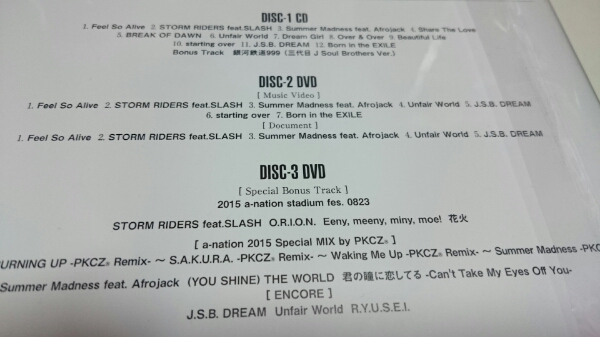 DISC-1 CD
1. Feel So Alive 2. STORM RIDERS feat.SLASH 3. Summer Madness feat. Afrojack 4. Share The Love
5. BREAK OF DAWN 6. Unfair World 7. Dream Girl 8. Over & Over 9. Beautiful Life
10. starting over 11. J.S.B. DREAM 12. Born in the EXILE
Bonus Track 銀河鉄道999 (三代目 J Soul Brothers Ver.)
DISC-2 DVD
[ Music Video ]
1. Feel So Alive 2. STORM RIDERS feat.SLASH 3. Summer Madness feat. Afrojack 4. Unfair World 5. J.S.B. DREAM
6. starting over 7. Born in the EXILE
[ Document ]
1. Feel So Alive 2. STORM RIDERS feat.SLASH 3. Summer Madness feat. Afrojack 4. Unfair World 5. J.S.B. DREAM
DISC-3 DVD
[ Special Bonus Track ]
2015 a-nation stadium fes. 0823
STORM RIDERS feat.SLASH O.R.I.O.N. Eeny, meeny, miny, moe! 花火
[ a-nation 2015 Special MIX by PKCZ® ]
URNING UP -PKCZ® Remix- ～ S.A.K.U.R.A. -PKCZ® Remix- ～ Waking Me Up -PKCZ® Remix- ～ Summer Madness -PKC
Summer Madness feat. Afrojack (YOU SHINE) THE WORLD 君の瞳に恋してる -Can't Take My Eyes Off You-
[ ENCORE ]
J.S.B. DREAM Unfair World R.Y.U.S.E.I.